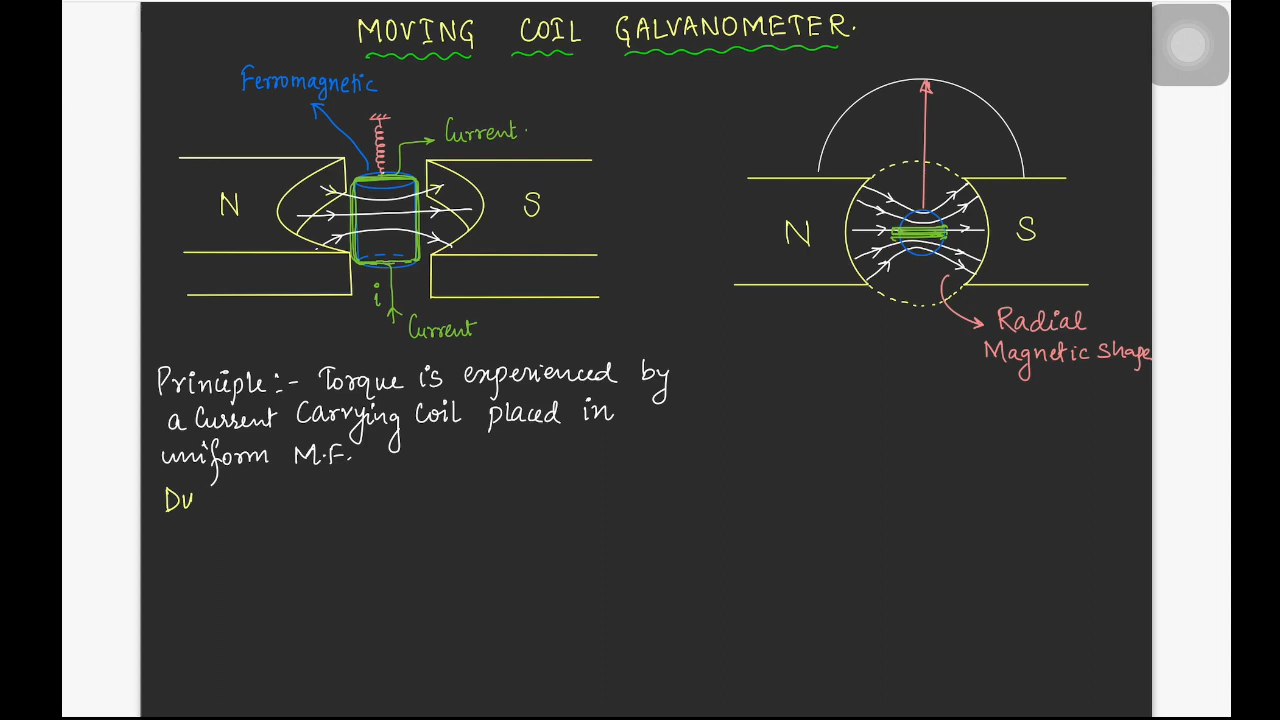 MOVING COIL GALVANOMETER.
Ferromagnetic
Current.
N
S
i
Current
N
S
Radial
Magnetic Shape
Principle:- Torque is experienced by
a Current Carrying Coil placed in
uniform M.F.
Du